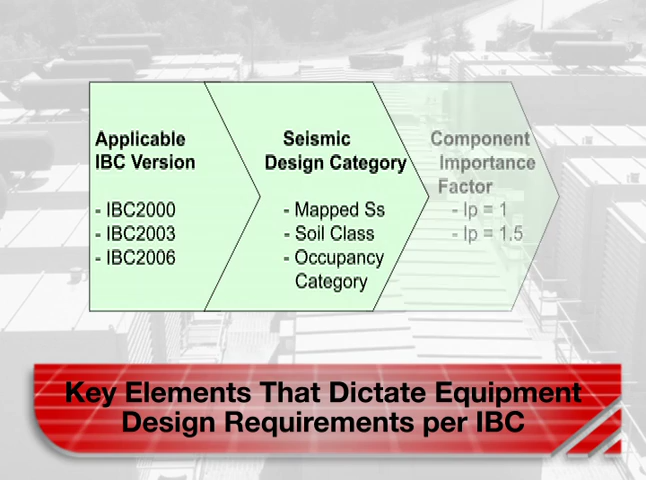 Applicable
IBC Version
- IBC2000
- IBC2003
- IBC2006
Seismic
Design Category
- Mapped Ss
- Soil Class
- Occupancy
Category
Component
Importance
Factor
- Ip = 1
- Ip = 1.5
Key Elements That Dictate Equipment
Design Requirements per IBC